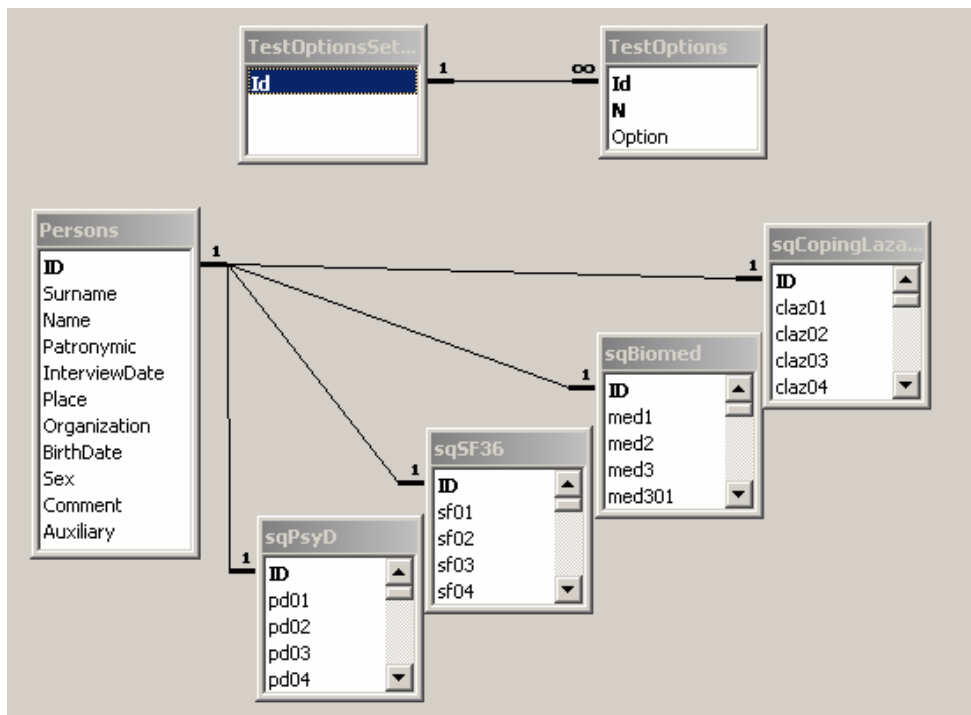 TestOptionsSet...
Id
TestOptions
Id
N
Option
1
∞
Persons
ID
Surname
Name
Patronymic
InterviewDate
Place
Organization
BirthDate
Sex
Comment
Auxiliary
1
sqCopingLaza...
ID
claz01
claz02
claz03
claz04
1
sqBiomed
ID
med1
med2
med3
med301
1
sqSF36
ID
sf01
sf02
sf03
sf04
1
sqPsyD
ID
pd01
pd02
pd03
pd04
1